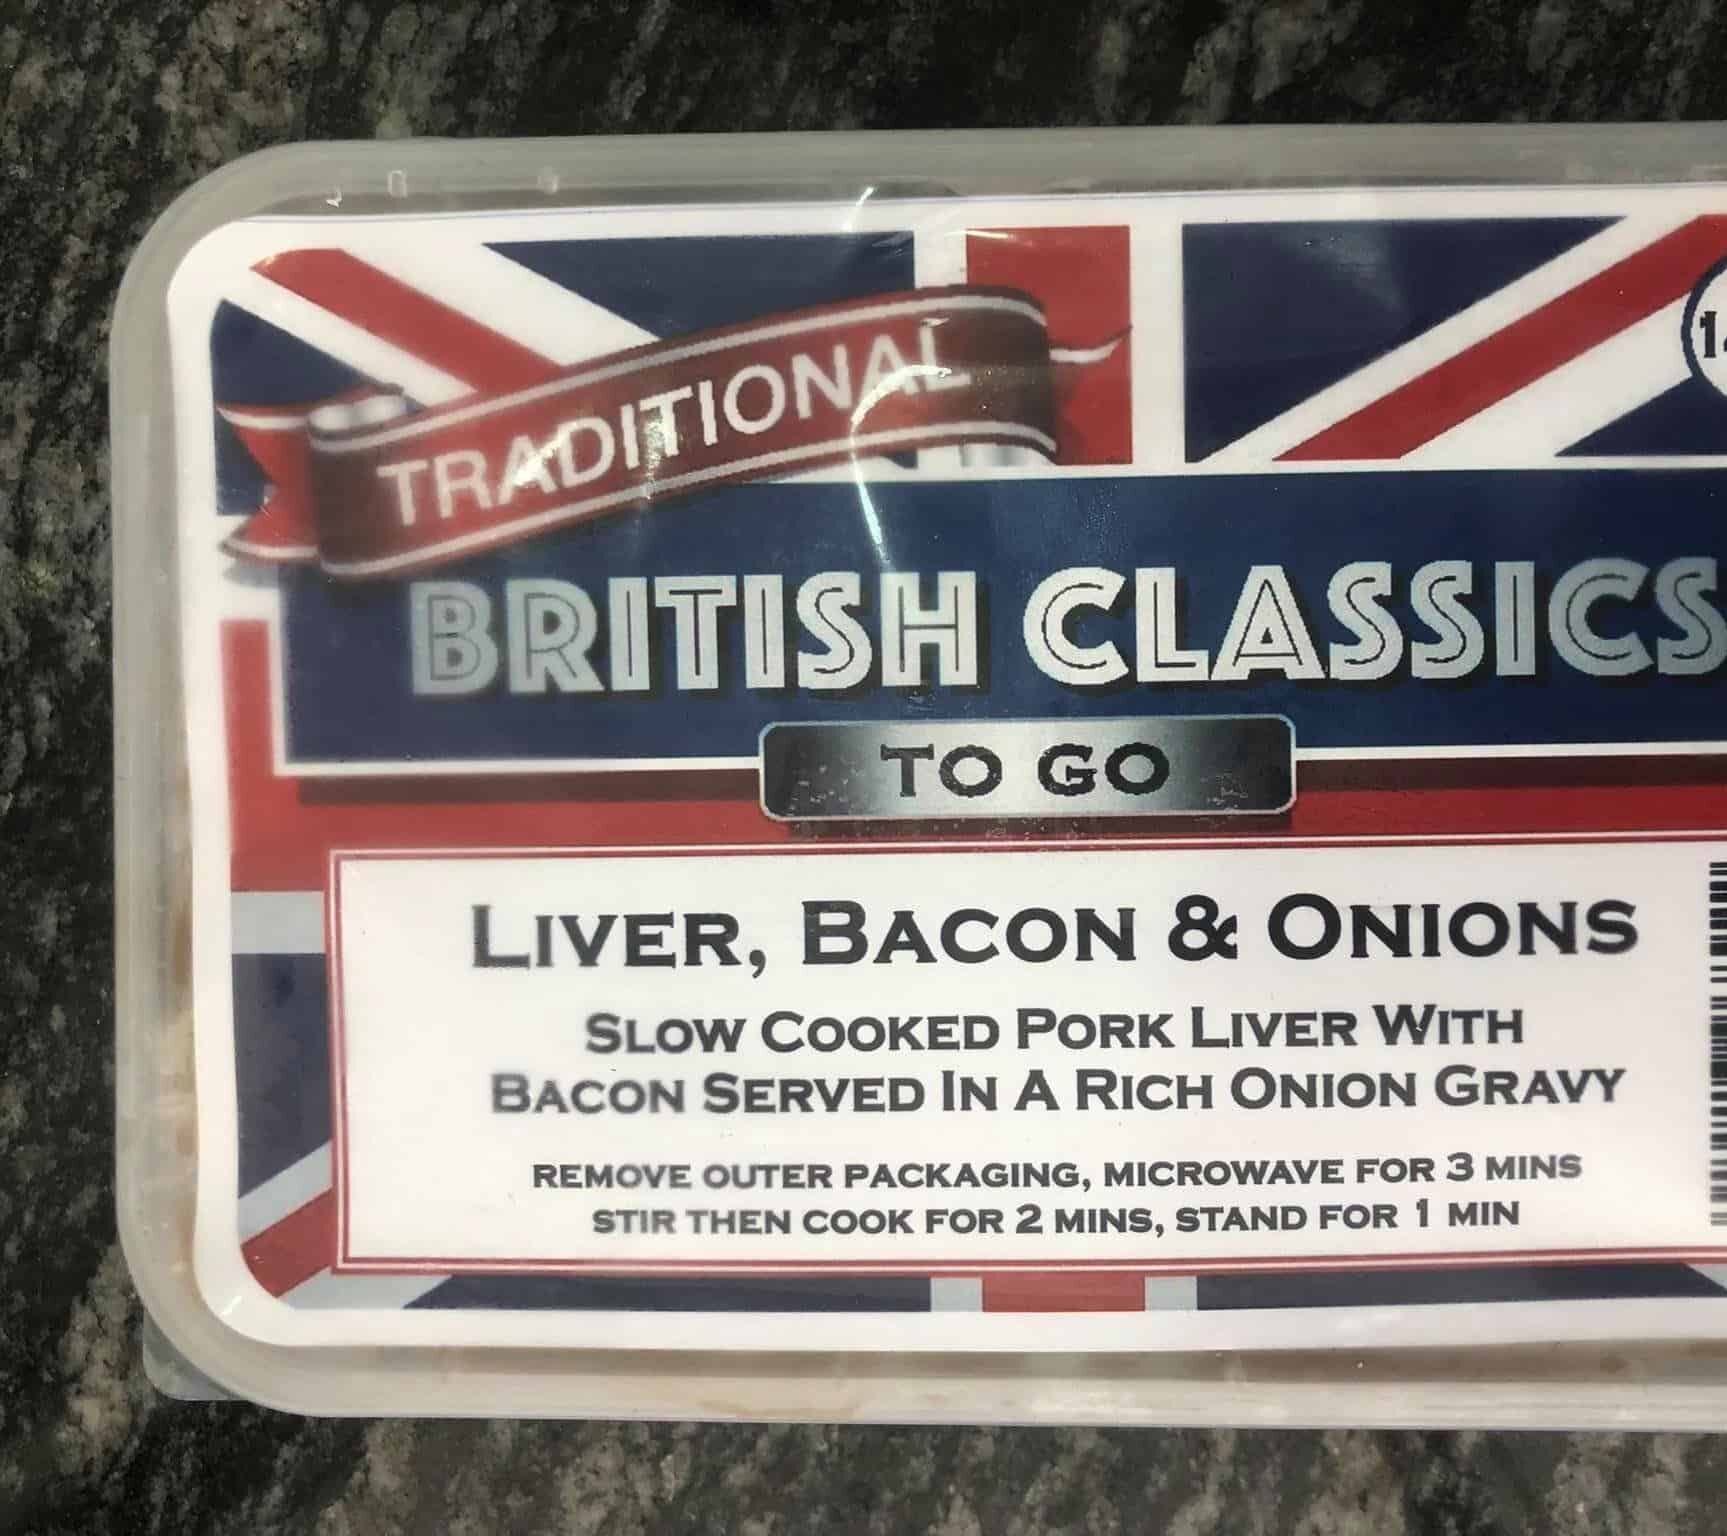 TRADITIONAL
BRITISH CLASSICS
TO GO
LIVER, BACON & ONIONS
SLOW COOKED PORK LIVER WITH
BACON SERVED IN A RICH ONION GRAVY
REMOVE OUTER PACKAGING, MICROWAVE FOR 3 MINS
STIR THEN COOK FOR 2 MINS, STAND FOR 1 MIN